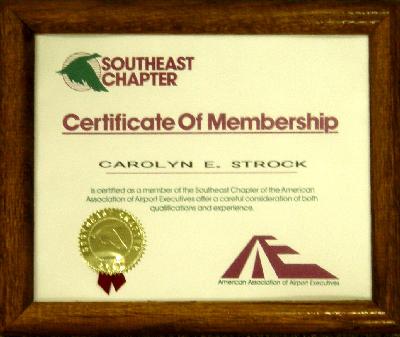 SOUTHEAST
CHAPTER
Certificate Of Membership
CAROLYN E. STROCK
is certified as a member of the Southeast Chapter of the American
Association of Airport Executives after a careful consideration of both
qualifications and experience.
American Association of Airport Executives